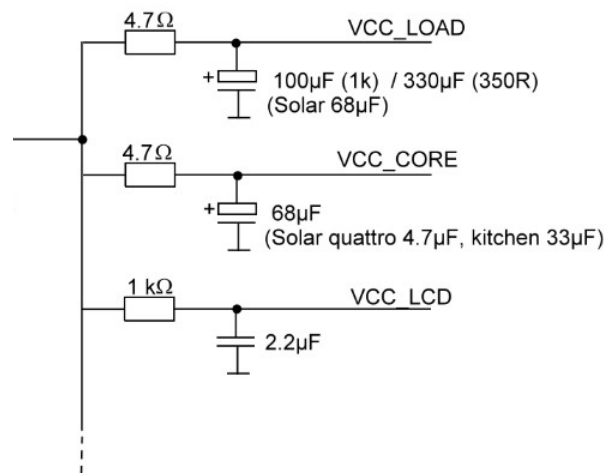 4.7Ω
VCC_LOAD
+
100µF (1k) / 330µF (350R)
(Solar 68µF)
4.7Ω
VCC_CORE
+
68µF
(Solar quattro 4.7µF, kitchen 33µF)
1 kΩ
VCC_LCD
2.2µF